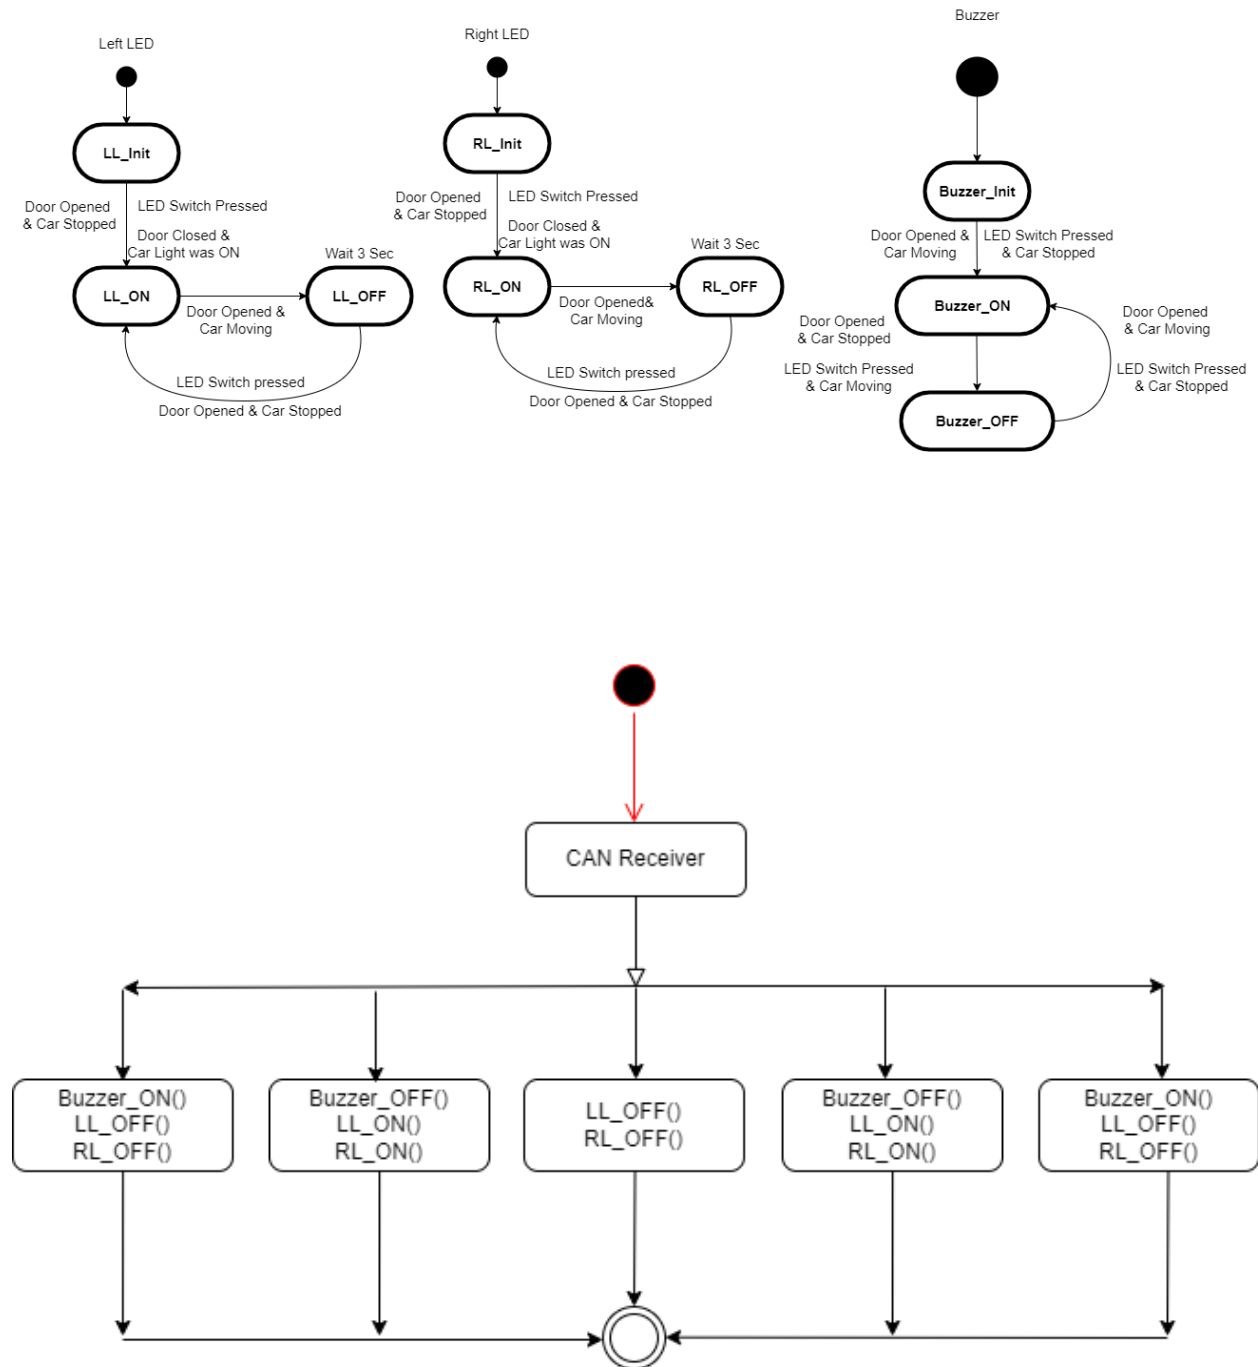 Left LED
LL_Init
Door Opened
& Car Stopped
LED Switch Pressed
Door Closed &
Car Light was ON
LL_ON
Wait 3 Sec
LL_OFF
Door Opened &
Car Moving
LED Switch pressed
Door Opened & Car Stopped
Right LED
RL_Init
Door Opened
& Car Stopped
LED Switch Pressed
Door Closed &
Car Light was ON
RL_ON
Wait 3 Sec
RL_OFF
Door Opened&
Car Moving
LED Switch pressed
Door Opened & Car Stopped
Buzzer
Buzzer_Init
Door Opened &
Car Moving
LED Switch Pressed
& Car Stopped
Buzzer_ON
Door Opened
& Car Stopped
LED Switch Pressed
& Car Moving
Door Opened
& Car Moving
LED Switch Pressed
& Car Stopped
Buzzer_OFF
CAN Receiver
Buzzer_ON()
LL_OFF()
RL_OFF()
Buzzer_OFF()
LL_ON()
RL_ON()
LL_OFF()
RL_OFF()
Buzzer_OFF()
LL_ON()
RL_ON()
Buzzer_ON()
LL_OFF()
RL_OFF()